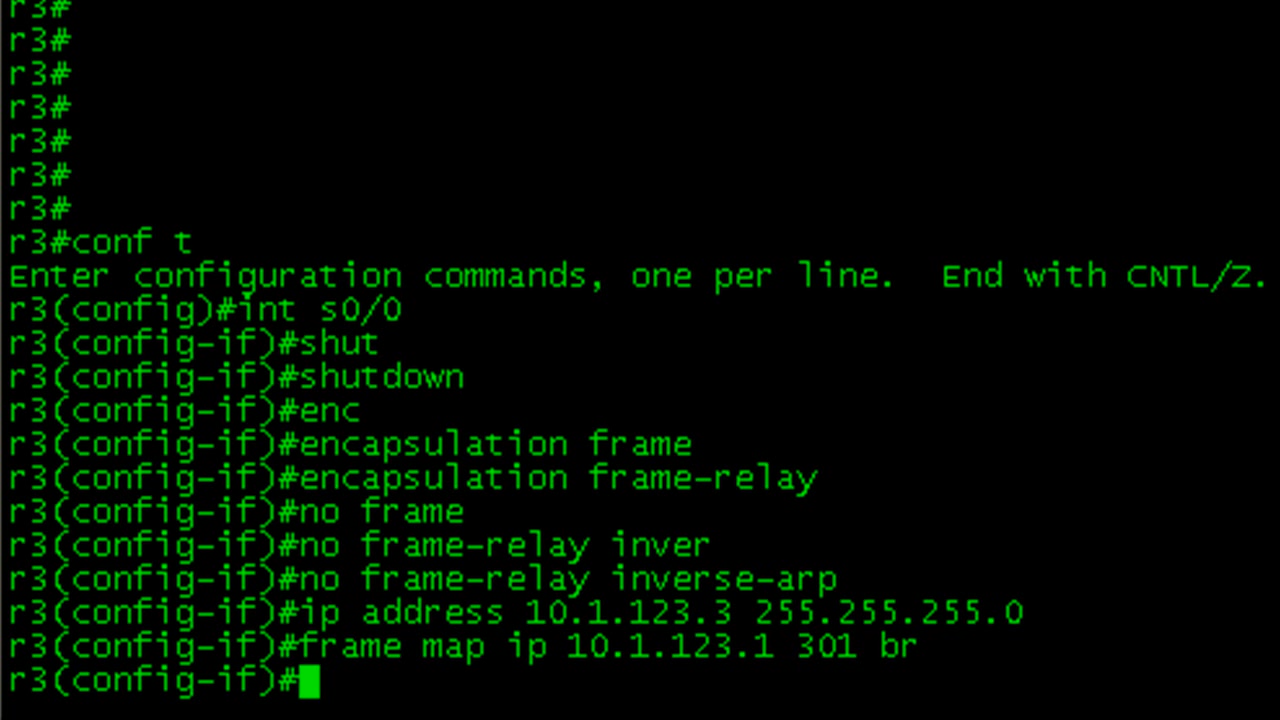 r3#
r3#
r3#
r3#
r3#
r3#
r3#
r3#conf t
Enter configuration commands, one per line.  End with CNTL/Z.
r3(config)#int s0/0
r3(config-if)#shut
r3(config-if)#shutdown
r3(config-if)#enc
r3(config-if)#encapsulation frame
r3(config-if)#encapsulation frame-relay
r3(config-if)#no frame
r3(config-if)#no frame-relay inver
r3(config-if)#no frame-relay inverse-arp
r3(config-if)#ip address 10.1.123.3 255.255.255.0
r3(config-if)#frame map ip 10.1.123.1 301 br
r3(config-if)#